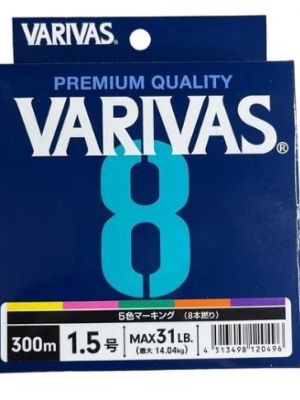 VARIVAS®
PREMIUM QUALITY
VARIVAS®
8
5色マーキング (8本撚り)
300m 1.5号 MAX31LB.
(最大 14.04kg)
4 513498 120496